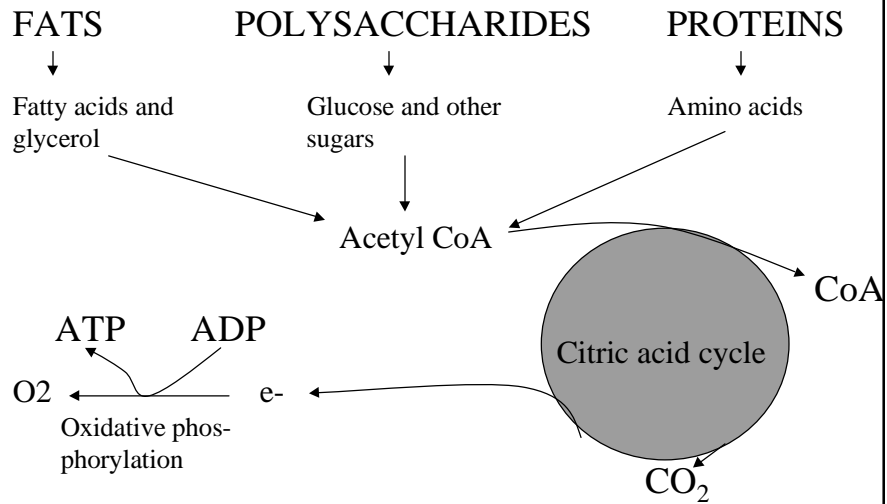 FATS POLYSACCHARIDES PROTEINS
Fatty acids and
glycerol
Glucose and other
sugars
Amino acids
Acetyl CoA
CoA
ATP ADP
Citric acid cycle
O2 e-
Oxidative phos-
phorylation
CO₂